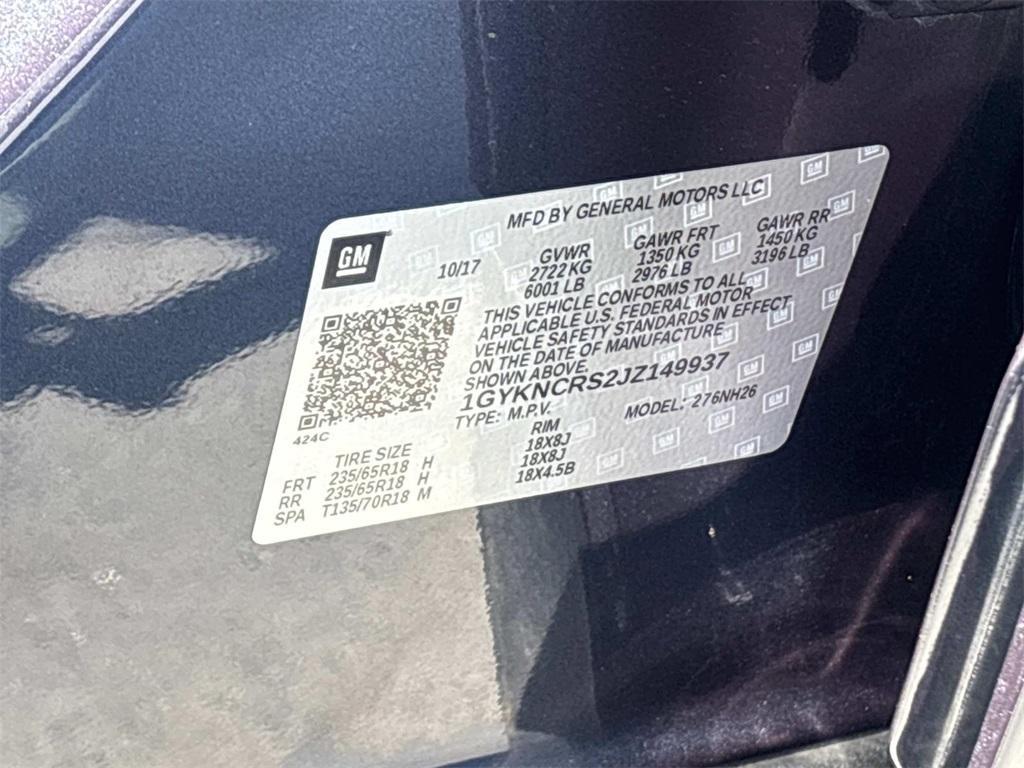 MFD BY GENERAL MOTORS LLC
GM
10/17
GVWR GAWR FRT GAWR RR
2722 KG 1350 KG 1450 KG
6001 LB 2976 LB 3196 LB
THIS VEHICLE CONFORMS TO ALL
APPLICABLE U.S. FEDERAL MOTOR
VEHICLE SAFETY STANDARDS IN EFFECT
ON THE DATE OF MANUFACTURE
SHOWN ABOVE.
1GYKNCRS2JZ149937
TYPE: M.P.V. MODEL: 276NH26
424C
TIRE SIZE RIM
FRT 235/65R18 H 18X8J
RR 235/65R18 H 18X8J
SPA T135/70R18 M 18X4.5B